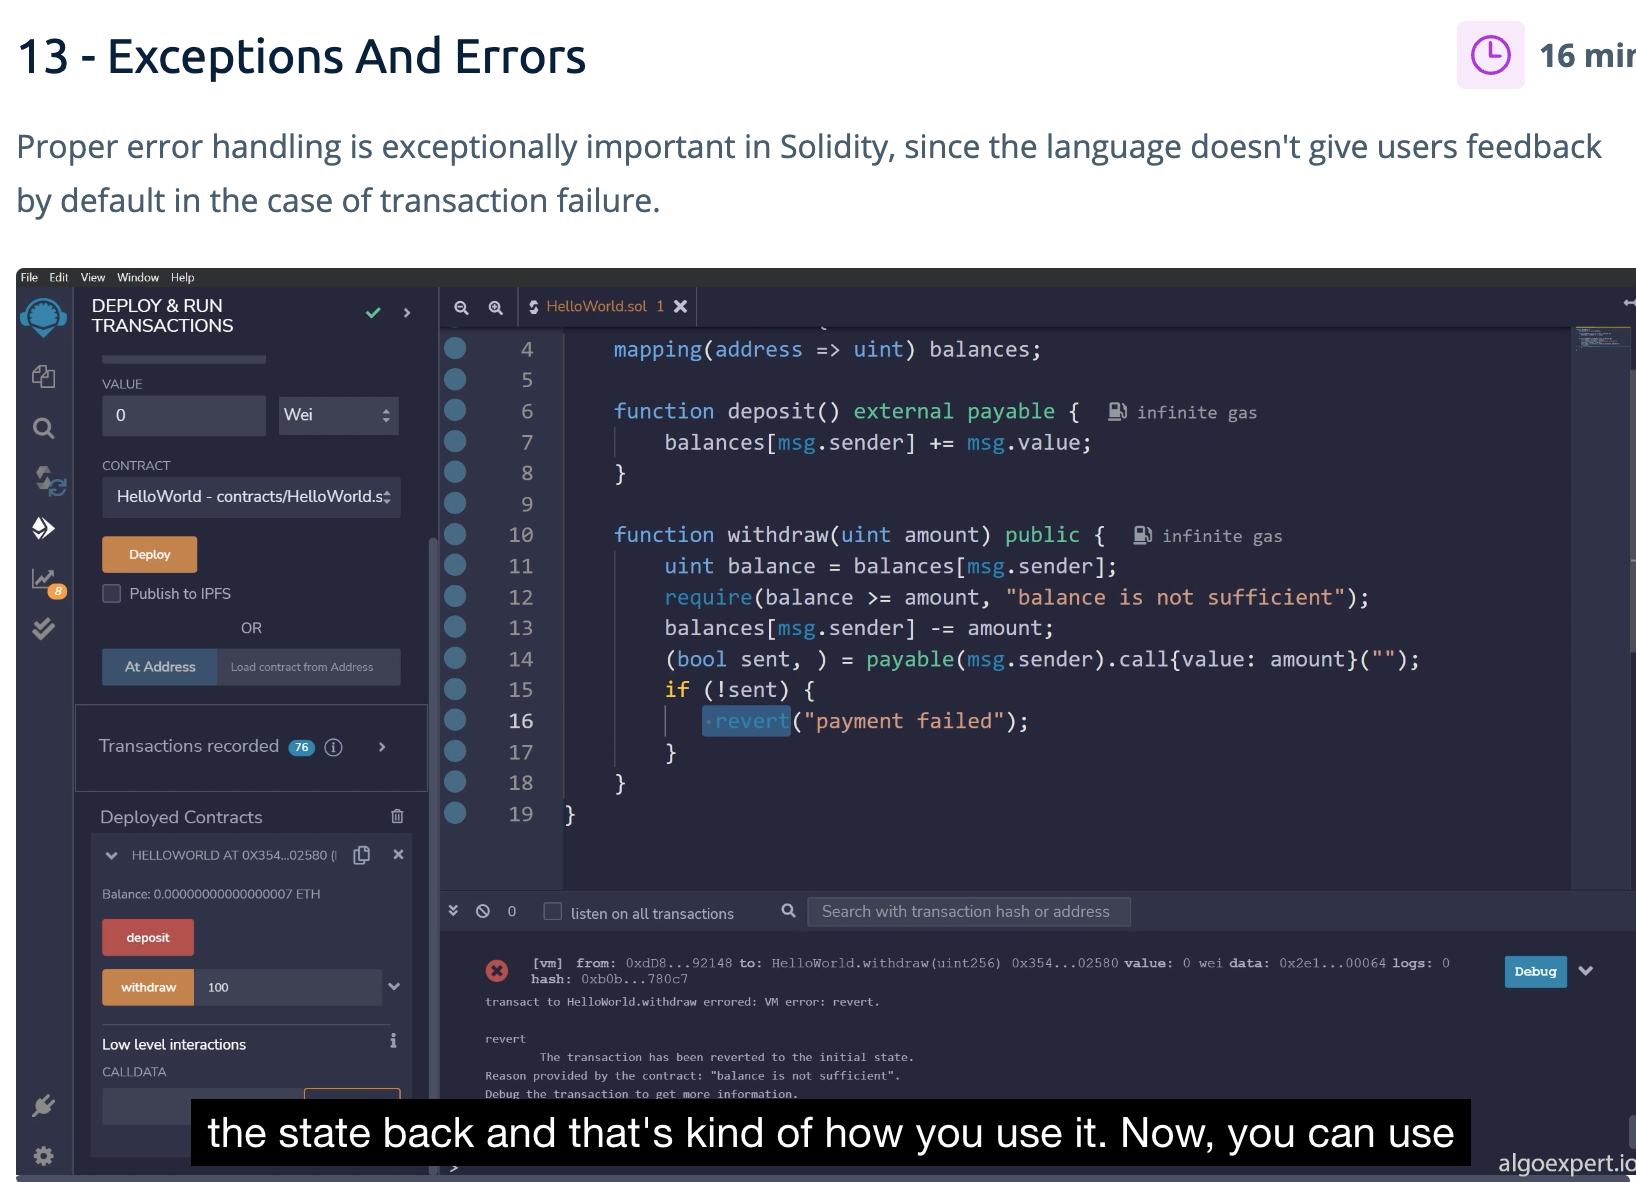 13 - Exceptions And Errors
16 min
Proper error handling is exceptionally important in Solidity, since the language doesn't give users feedback
by default in the case of transaction failure.
File Edit View Window Help
DEPLOY & RUN
TRANSACTIONS
VALUE
0 Wei
CONTRACT
HelloWorld - contracts/HelloWorld.s
Deploy
Publish to IPFS
OR
At Address Load contract from Address
8
Transactions recorded 76 i
Deployed Contracts
HELLOWORLD AT 0X354...02580 (
Balance: 0.00000000000000007 ETH
deposit
withdraw 100
Low level interactions i
CALLDATA
HelloWorld.sol 1
4 mapping(address => uint) balances;
5
6 function deposit() external payable { infinite gas
7 balances[msg.sender] += msg.value;
8 }
9
10 function withdraw(uint amount) public { infinite gas
11 uint balance = balances[msg.sender];
12 require(balance >= amount, "balance is not sufficient");
13 balances[msg.sender] -= amount;
14 (bool sent, ) = payable(msg.sender).call{value: amount}("");
15 if (!sent) {
16 revert("payment failed");
17 }
18 }
19 }
0 listen on all transactions Search with transaction hash or address
[vm] from: 0xdD8...92148 to: HelloWorld.withdraw(uint256) 0x354...02580 value: 0 wei data: 0x2e1...00064 logs: 0
hash: 0xb0b...780c7
Debug
transact to HelloWorld.withdraw errored: VM error: revert.
revert
The transaction has been reverted to the initial state.
Reason provided by the contract: "balance is not sufficient".
Debug the transaction to get more information.
>
the state back and that's kind of how you use it. Now, you can use
algoexpert.io